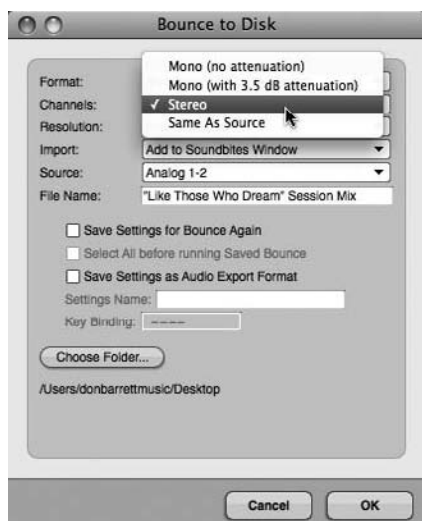 Bounce to Disk
Mono (no attenuation)
Format:
Mono (with 3.5 dB attenuation)
Channels:
✓ Stereo
Resolution:
Same As Source
Import:
Add to Soundbites Window
Source:
Analog 1-2
File Name:
"Like Those Who Dream" Session Mix
Save Settings for Bounce Again
Select All before running Saved Bounce
Save Settings as Audio Export Format
Settings Name:
Key Binding: ----
Choose Folder...
/Users/donbarrettmusic/Desktop
Cancel
OK